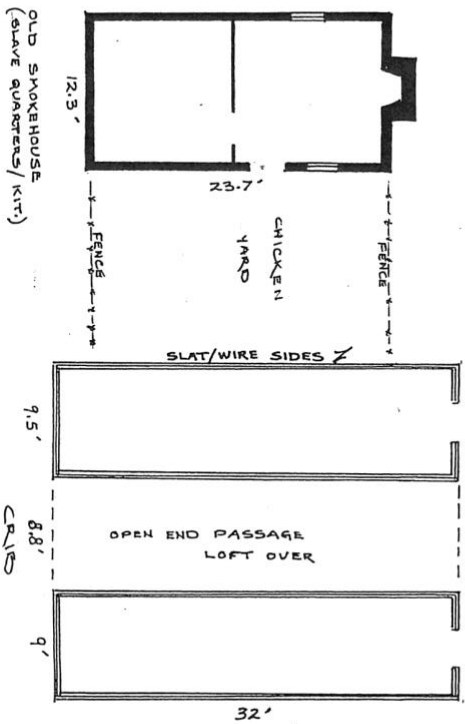 OLD SMOKEHOUSE
(SLAVE QUARTERS/KIT.)
12.3'
23.7'
CHICKEN
YARD
FENCE
FENCE
SLAT/WIRE SIDES
9.5'
8.8'
9'
CRIB
OPEN END PASSAGE
LOFT OVER
32'